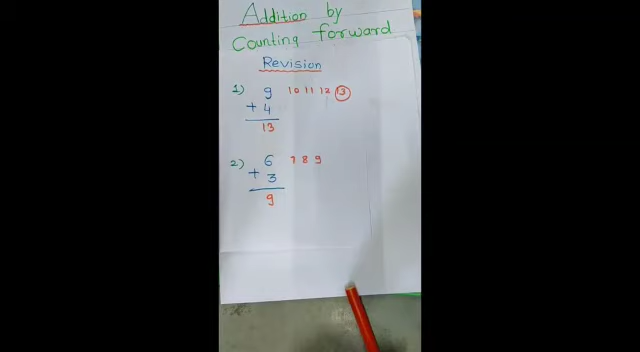 Addition by
Counting forward
Revision
1) 9 10 11 12 13
+ 4
13
2) 6 7 8 9
+ 3
9